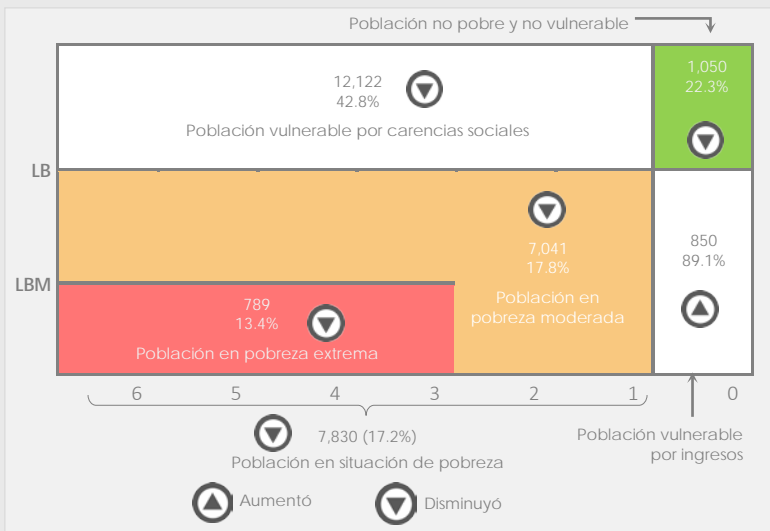 Población no pobre y no vulnerable
12,122
42.8%
Población vulnerable por carencias sociales
1,050
22.3%
LB
7,041
17.8%
Población en
pobreza moderada
850
89.1%
LBM
789
13.4%
Población en pobreza extrema
6 5 4 3 2 1 0
7,830 (17.2%)
Población en situación de pobreza
Población vulnerable
por ingresos
Aumentó
Disminuyó